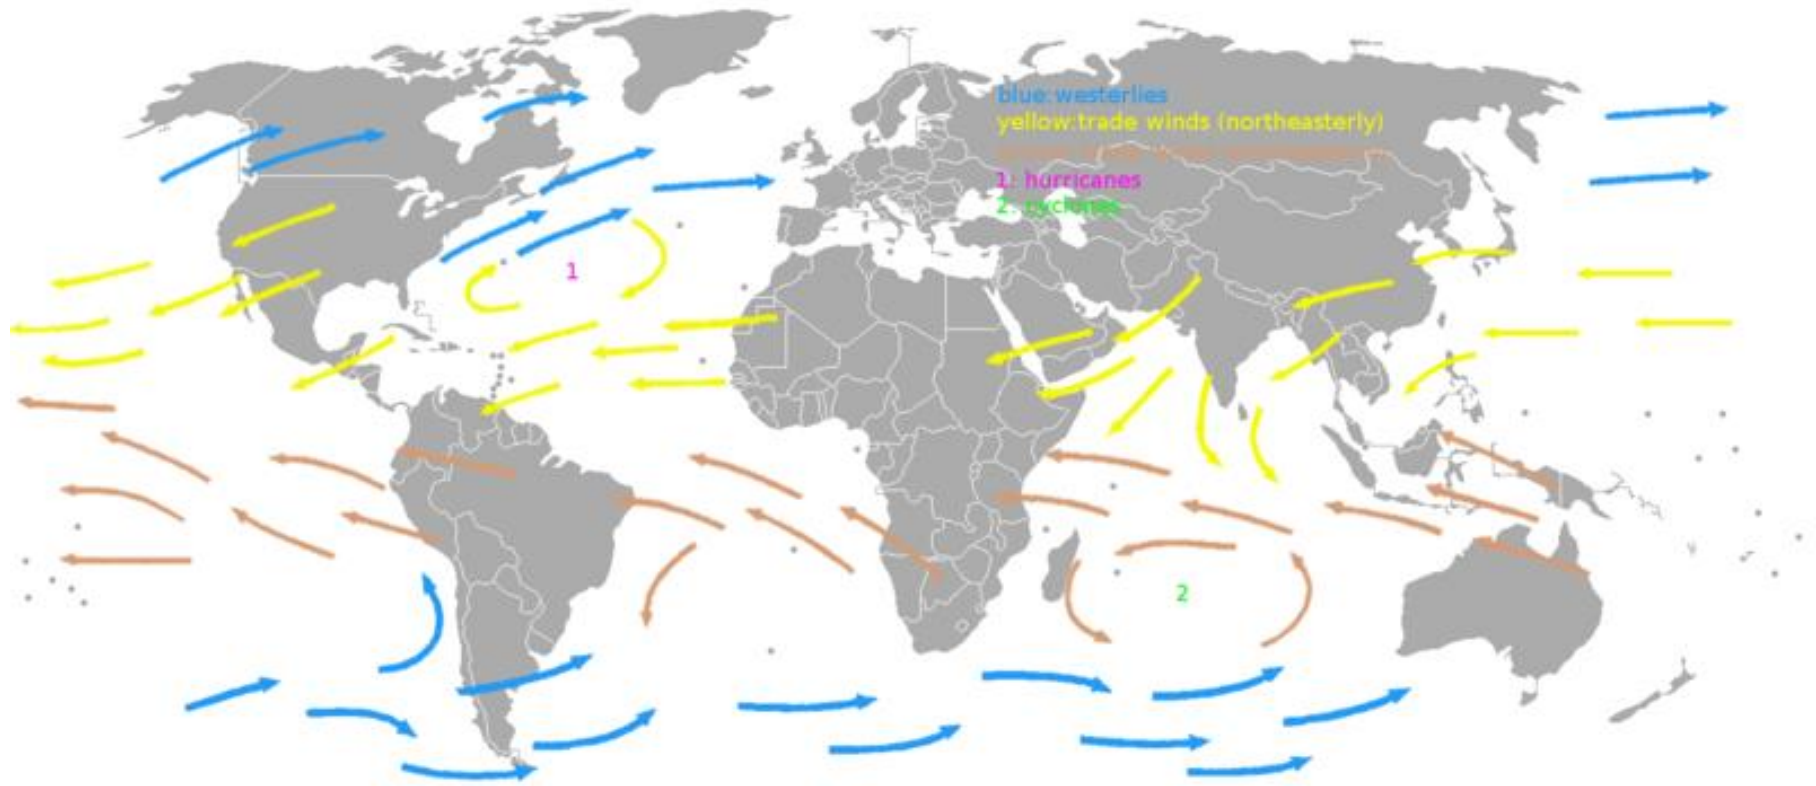 blue:westerlies
yellow:trade winds (northeasterly)
1: hurricanes
2: cyclones
1
2